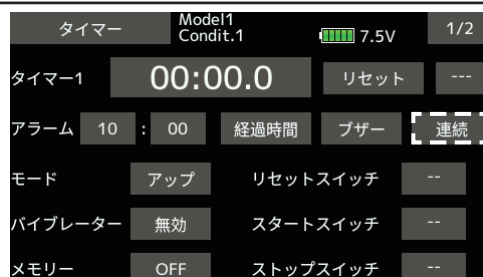 タイマー Model1 Condit.1 7.5V 1/2
タイマー1 00:00.0 リセット ---
アラーム 10 : 00 経過時間 ブザー 連続
モード アップ リセットスイッチ --
バイブレーター 無効 スタートスイッチ --
メモリー OFF ストップスイッチ --